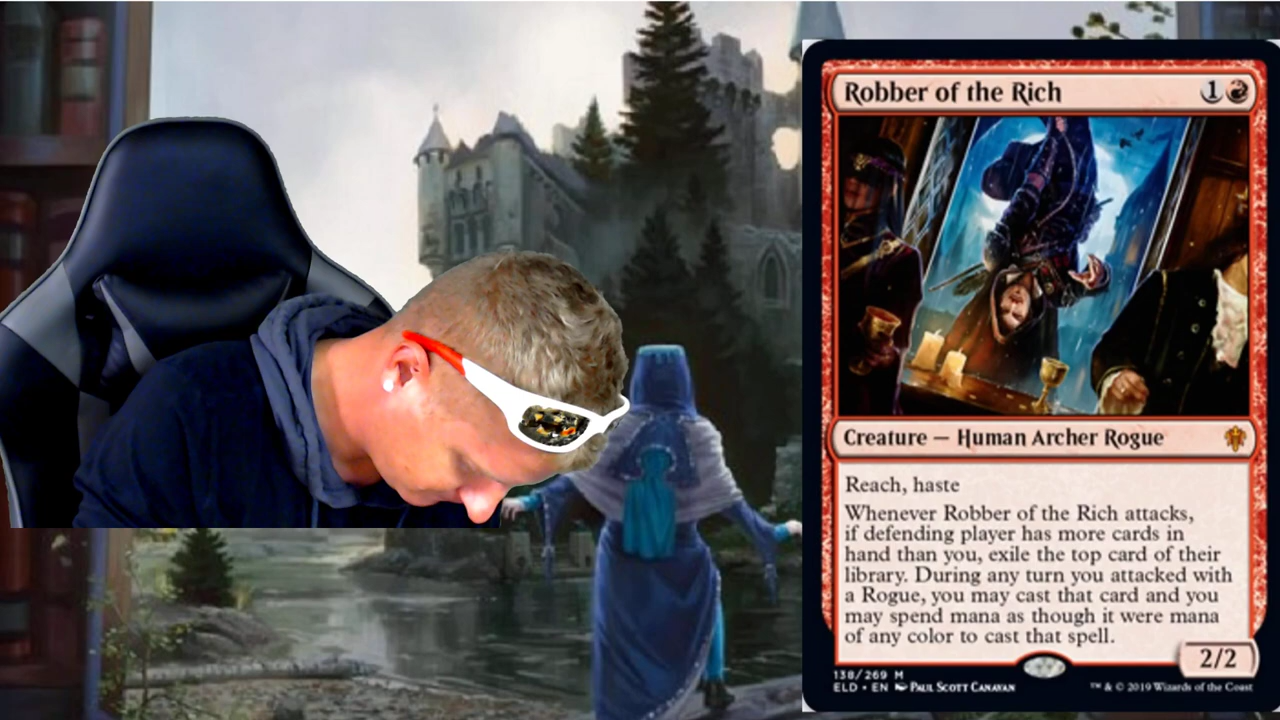 Robber of the Rich 1
Creature — Human Archer Rogue
Reach, haste
Whenever Robber of the Rich attacks,
if defending player has more cards in
hand than you, exile the top card of their
library. During any turn you attacked with
a Rogue, you may cast that card and you
may spend mana as though it were mana
of any color to cast that spell.
2/2
138/269 M
ELD • EN Paul Scott Canavan
™ & © 2019 Wizards of the Coast